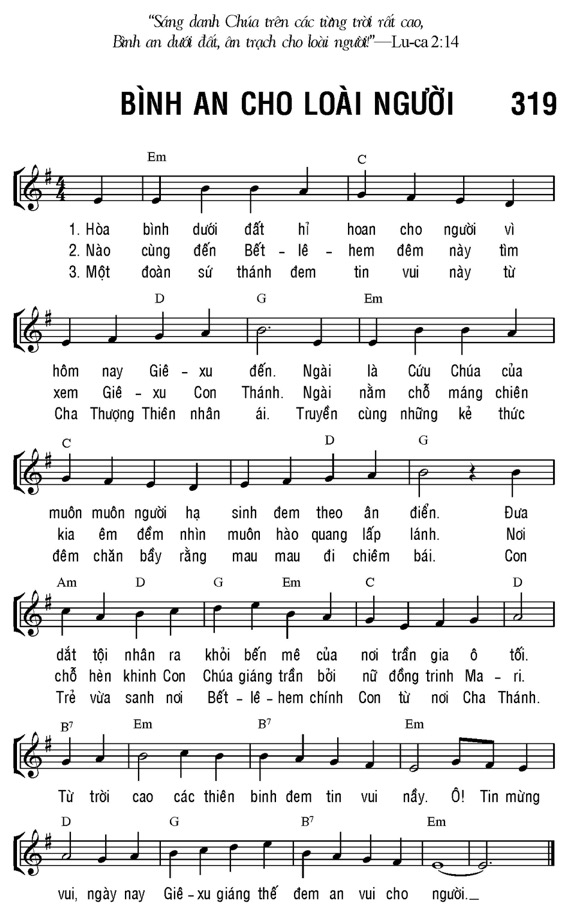 “Sáng danh Chúa trên các từng trời rất cao,
Bình an dưới đất, ân trạch cho loài người!”—Lu-ca 2:14
BÌNH AN CHO LOÀI NGƯỜI 319
Em C
1. Hòa bình dưới đất hỉ hoan cho người vì
2. Nào cùng đến Bết-lê-hem đêm này tìm
3. Một đoàn sứ thánh đem tin vui này từ
D G Em
hôm nay Giê-xu đến. Ngài là Cứu Chúa của
xem Giê-xu Con Thánh. Ngài nằm chỗ máng chiên
Cha Thượng Thiên nhân ái. Truyền cùng những kẻ thức
C D G
muôn muôn người hạ sinh đem theo ân điển. Đưa
kia êm đềm nhìn muôn hào quang lấp lánh. Nơi
đêm chăn bầy rằng mau mau đi chiêm bái. Con
Am D G Em C D
dắt tội nhân ra khỏi bến mê của nơi trần gia ô tối.
chỗ hèn khinh Con Chúa giáng trần bởi nữ đồng trinh Ma-ri.
Trẻ vừa sanh nơi Bết-lê-hem chính Con từ nơi Cha Thánh.
B7 Em B7 Em
Từ trời cao các thiên binh đem tin vui nầy. Ô! Tin mừng
D G B7 Em
vui, ngày nay Giê-xu giáng thế đem an vui cho người.